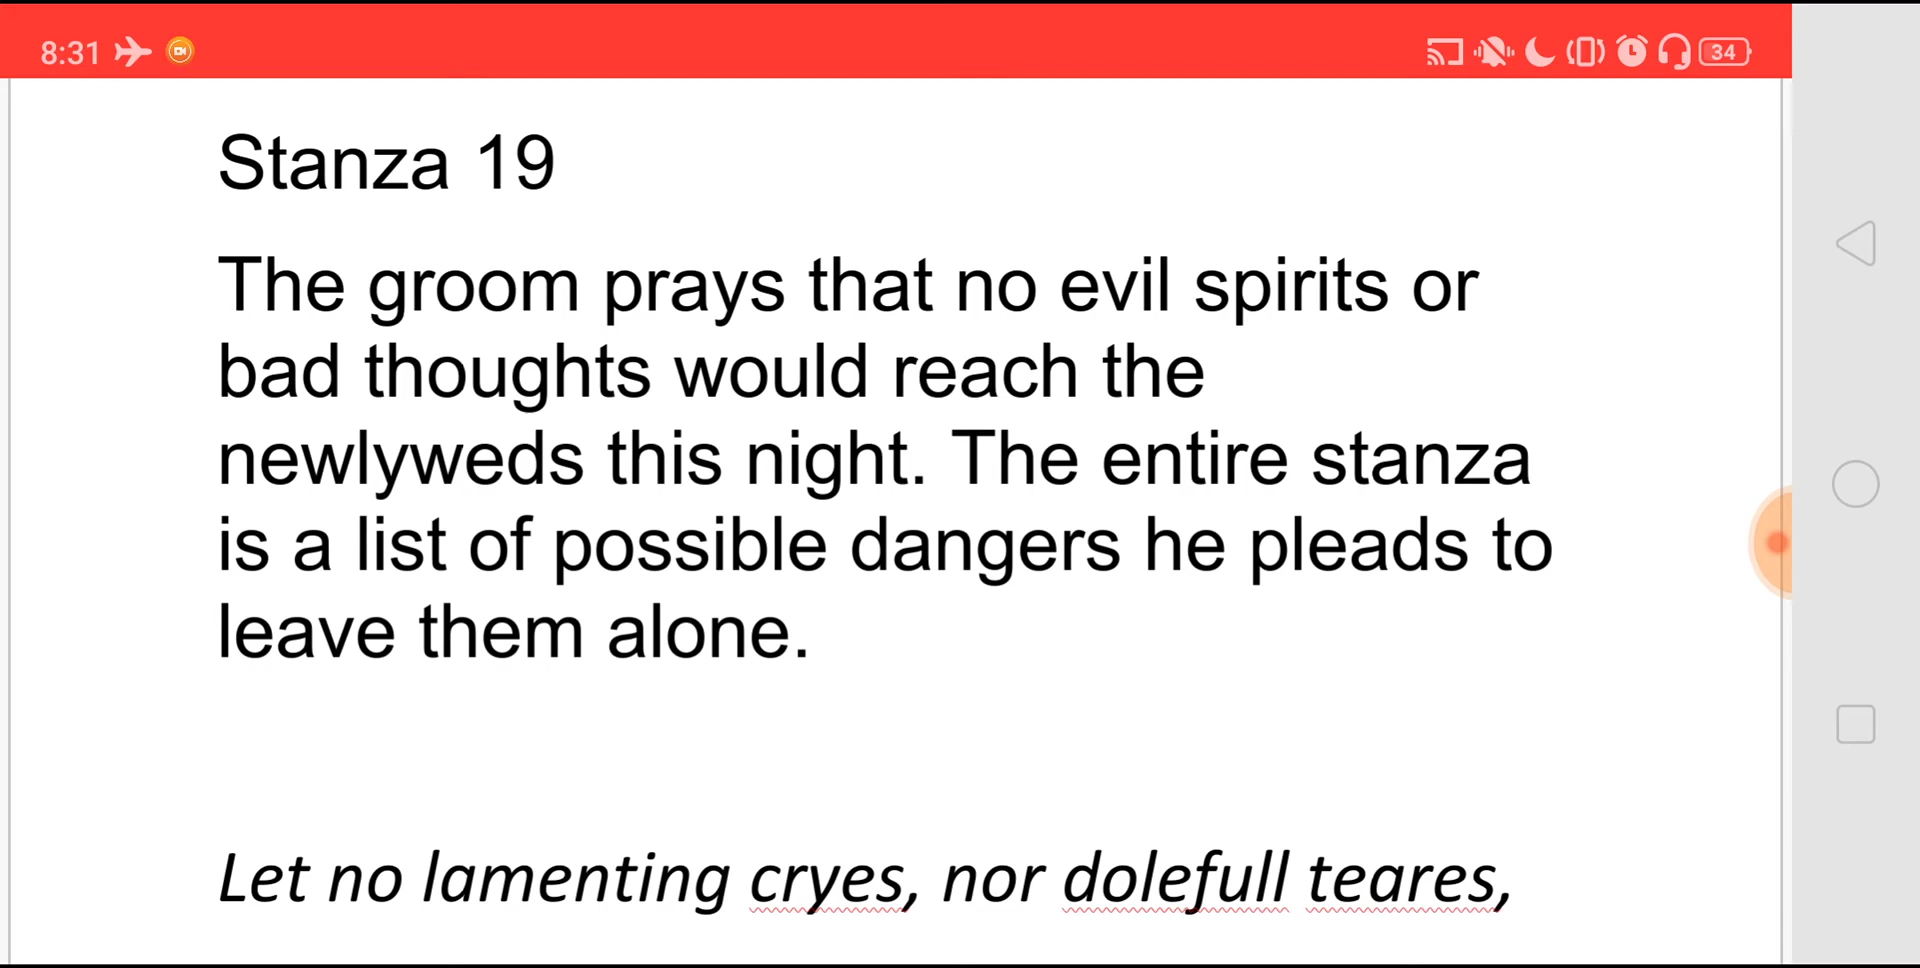 8:31
34
Stanza 19
The groom prays that no evil spirits or
bad thoughts would reach the
newlyweds this night. The entire stanza
is a list of possible dangers he pleads to
leave them alone.
Let no lamenting cryes, nor dolefull teares,